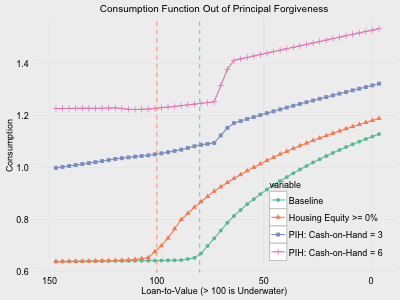 Consumption Function Out of Principal Forgiveness
Consumption
1.4
1.2
1.0
0.8
0.6
150
100
50
0
Loan-to-Value (> 100 is Underwater)
variable
Baseline
Housing Equity >= 0%
PIH: Cash-on-Hand = 3
PIH: Cash-on-Hand = 6